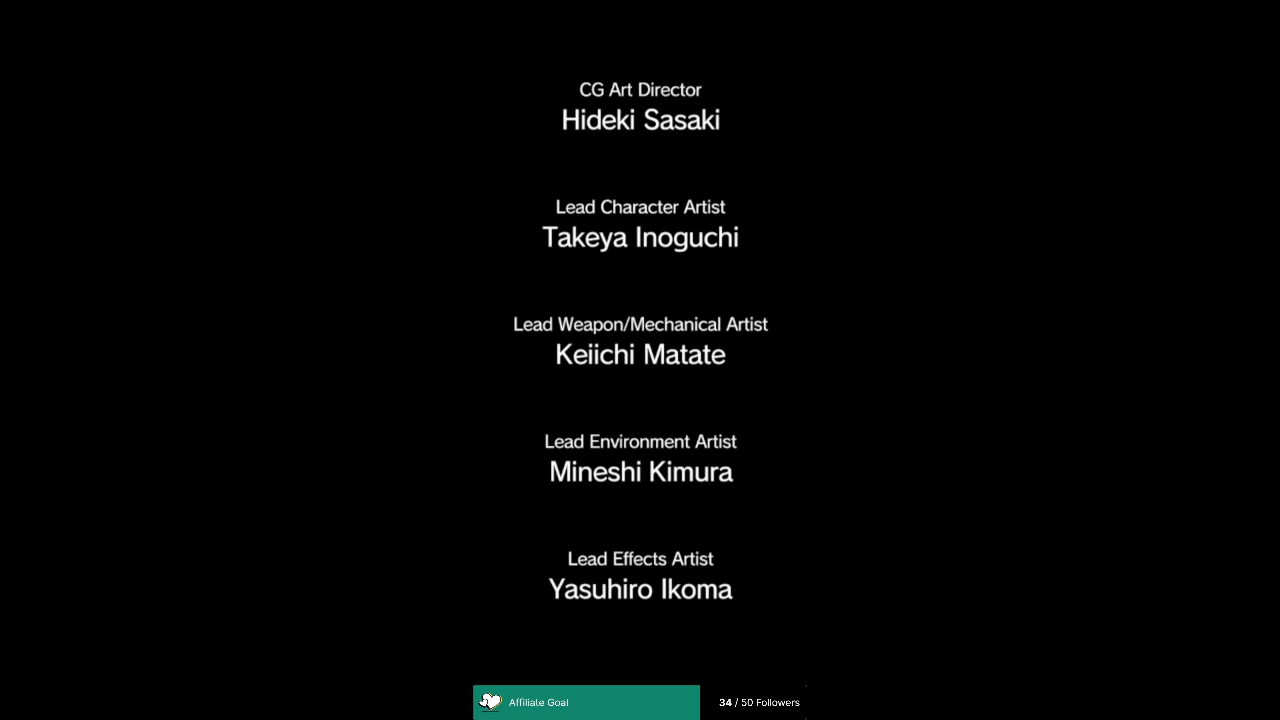 CG Art Director
Hideki Sasaki
Lead Character Artist
Takeya Inoguchi
Lead Weapon/Mechanical Artist
Keiichi Matate
Lead Environment Artist
Mineshi Kimura
Lead Effects Artist
Yasuhiro Ikoma
Affiliate Goal
34 / 50 Followers